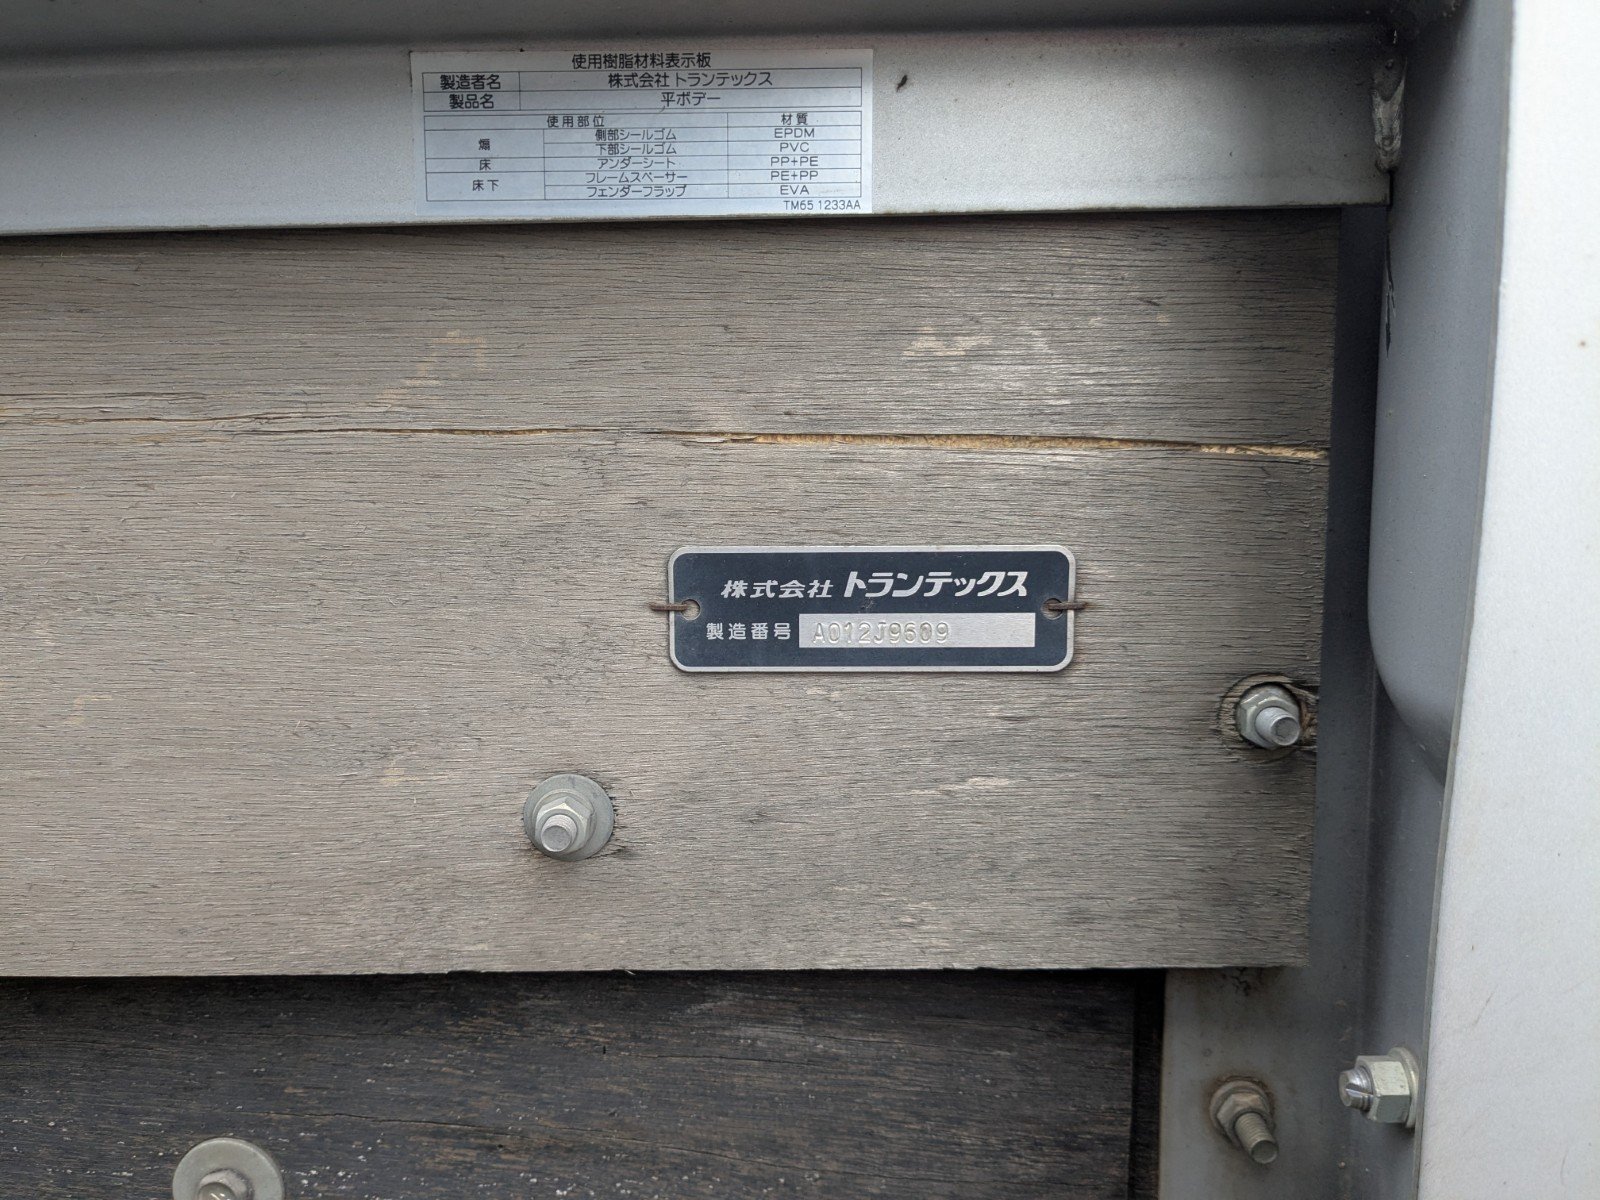 使用樹脂材料表示板
製造者名 株式会社 トランテックス
製品名 平ボデー
使用部位 材質
煽 側部シールゴム EPDM
下部シールゴム PVC
床 アンダーシート PP+PE
床下 フレームスペーサー PE+PP
フェンダーフラップ EVA
TM65 1233AA
株式会社 トランテックス
製造番号 A012J9609